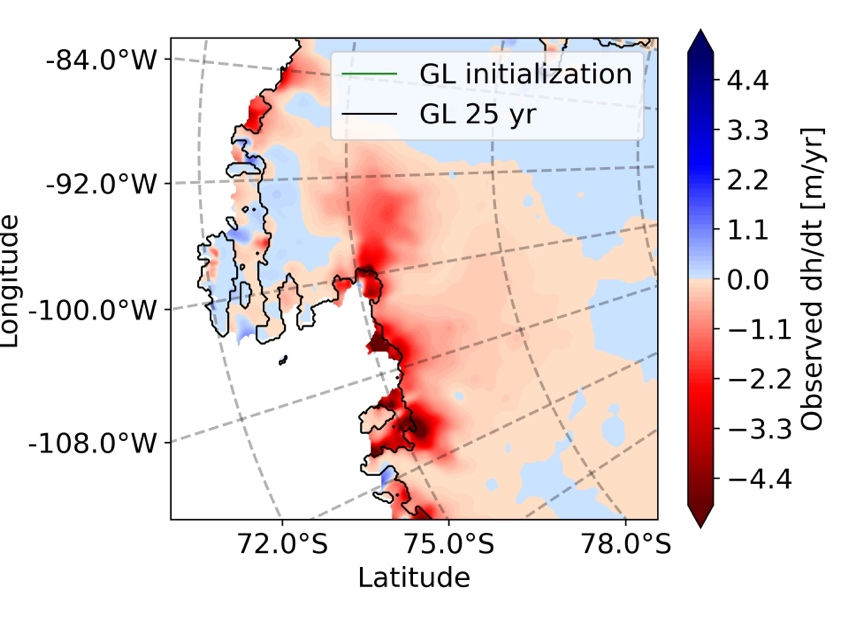 -84.0°W
-92.0°W
-100.0°W
-108.0°W
Longitude
GL initialization
GL 25 yr
72.0°S
75.0°S
78.0°S
Latitude
4.4
3.3
2.2
1.1
0.0
−1.1
−2.2
−3.3
−4.4
Observed dh/dt [m/yr]